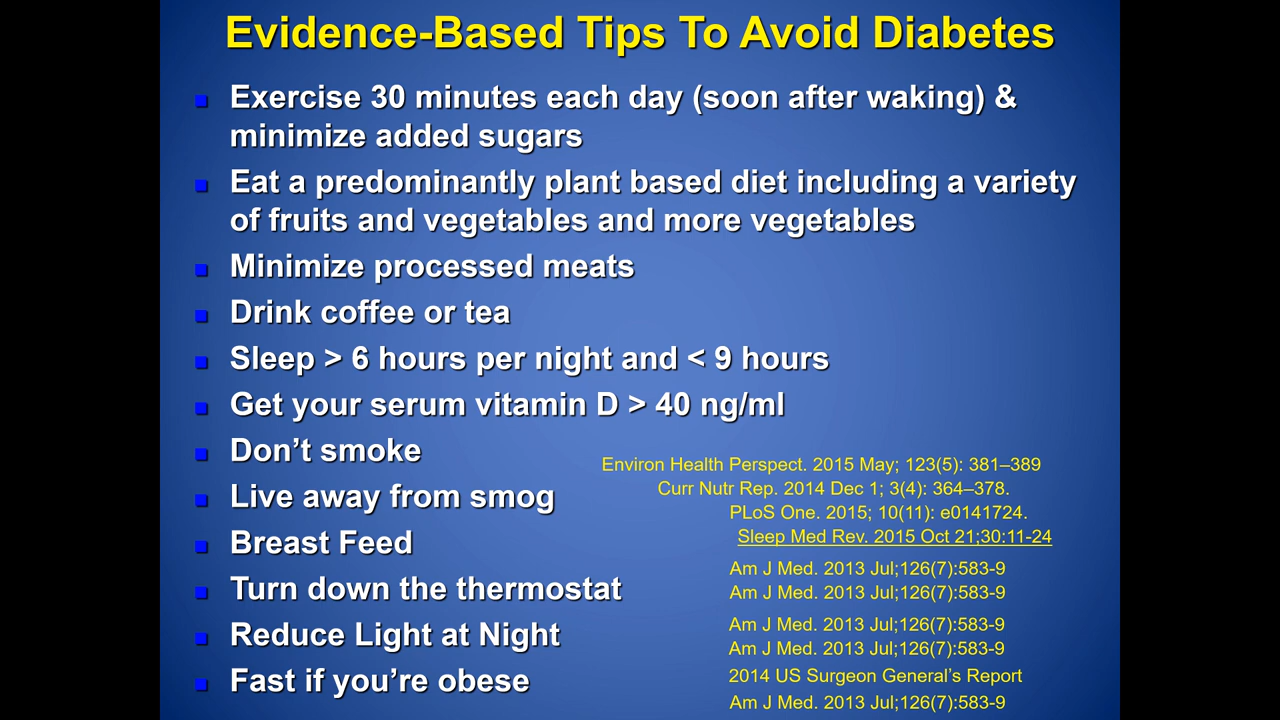 Evidence-Based Tips To Avoid Diabetes
Exercise 30 minutes each day (soon after waking) &
minimize added sugars
Eat a predominantly plant based diet including a variety
of fruits and vegetables and more vegetables
Minimize processed meats
Drink coffee or tea
Sleep > 6 hours per night and < 9 hours
Get your serum vitamin D > 40 ng/ml
Don’t smoke
Live away from smog
Breast Feed
Turn down the thermostat
Reduce Light at Night
Fast if you’re obese
Environ Health Perspect. 2015 May; 123(5): 381–389
Curr Nutr Rep. 2014 Dec 1; 3(4): 364–378.
PLoS One. 2015; 10(11): e0141724.
Sleep Med Rev. 2015 Oct 21;30:11-24
Am J Med. 2013 Jul;126(7):583-9
Am J Med. 2013 Jul;126(7):583-9
Am J Med. 2013 Jul;126(7):583-9
Am J Med. 2013 Jul;126(7):583-9
2014 US Surgeon General’s Report
Am J Med. 2013 Jul;126(7):583-9